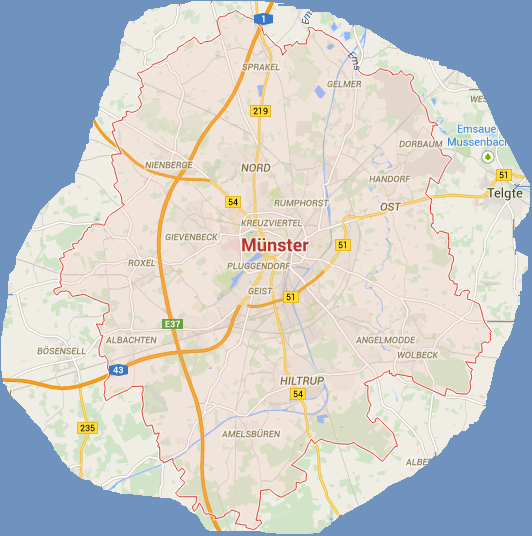 1
Em
SPRAKEL
Ems
GELMER
WES
219
Emsaue
Mussenbach
DORBAUM
NIENBERGE
NORD
HANDORF
51
Telgte
54
RUMPHORST
OST
KREUZVIERTEL
GIEVENBECK
Münster
51
ROXEL
PLUGGENDORF
GEIST
51
E37
ALBACHTEN
ANGELMODDE
BÖSENSELL
WOLBECK
43
HILTRUP
54
235
AMELSBÜREN
ALBE